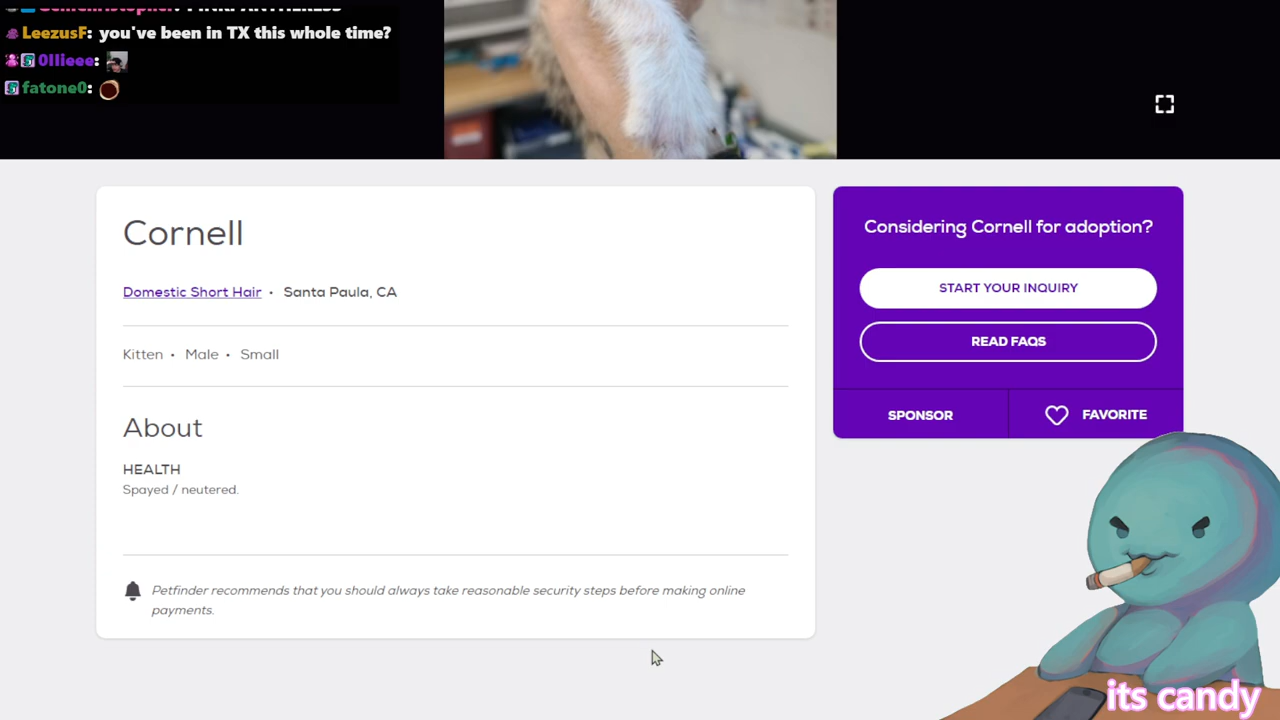 LeezusF: you've been in TX this whole time?
0llieee:
fatone0:
Cornell
Domestic Short Hair • Santa Paula, CA
Kitten • Male • Small
About
HEALTH
Spayed / neutered.
Petfinder recommends that you should always take reasonable security steps before making online
payments.
Considering Cornell for adoption?
START YOUR INQUIRY
READ FAQS
SPONSOR
FAVORITE
its candy